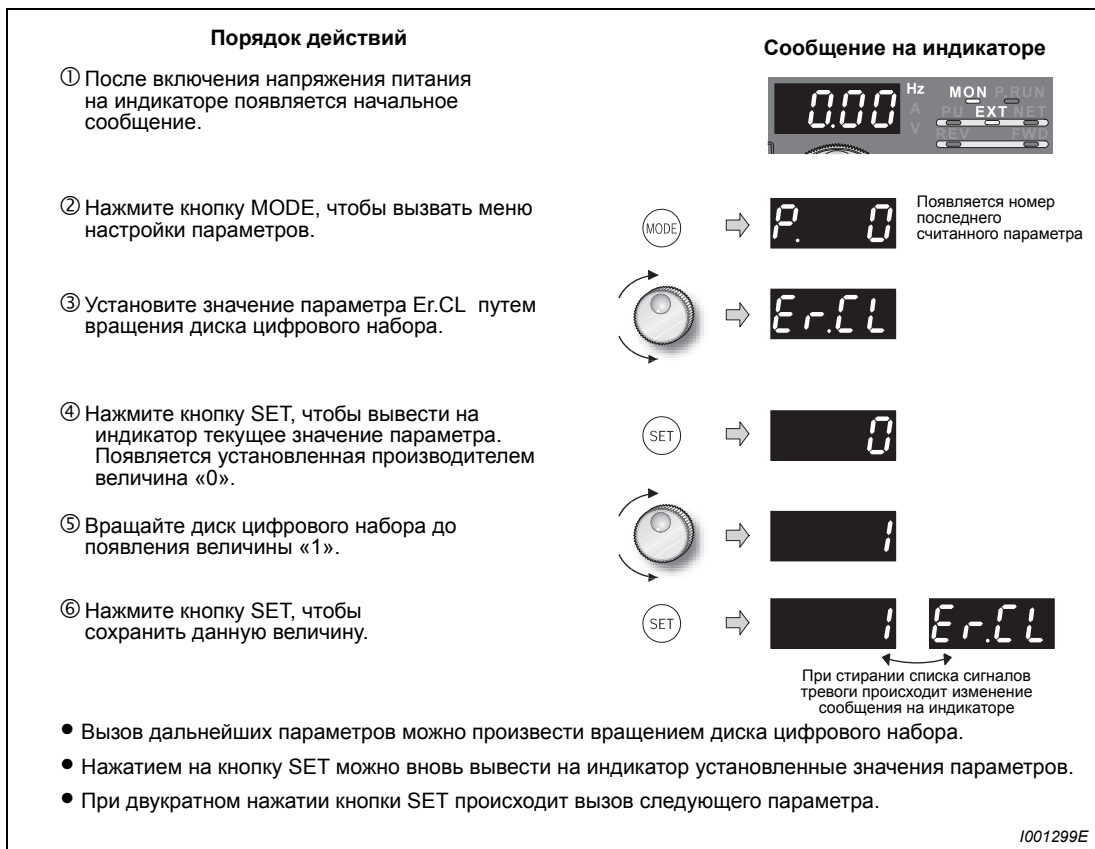 Порядок действий
Сообщение на индикаторе
① После включения напряжения питания
на индикаторе появляется начальное
сообщение.
0.00
Hz
A
V
MON P.RUN
PU EXT NET
REV FWD
② Нажмите кнопку MODE, чтобы вызвать меню
настройки параметров.
MODE
P. 0
Появляется номер
последнего
считанного параметра
③ Установите значение параметра Er.CL путем
вращения диска цифрового набора.
Er.CL
④ Нажмите кнопку SET, чтобы вывести на
индикатор текущее значение параметра.
Появляется установленная производителем
величина «0».
SET
0
⑤ Вращайте диск цифрового набора до
появления величины «1».
1
⑥ Нажмите кнопку SET, чтобы
сохранить данную величину.
SET
1
Er.CL
При стирании списка сигналов
тревоги происходит изменение
сообщения на индикаторе
● Вызов дальнейших параметров можно произвести вращением диска цифрового набора.
● Нажатием на кнопку SET можно вновь вывести на индикатор установленные значения параметров.
● При двукратном нажатии кнопки SET происходит вызов следующего параметра.
I001299E